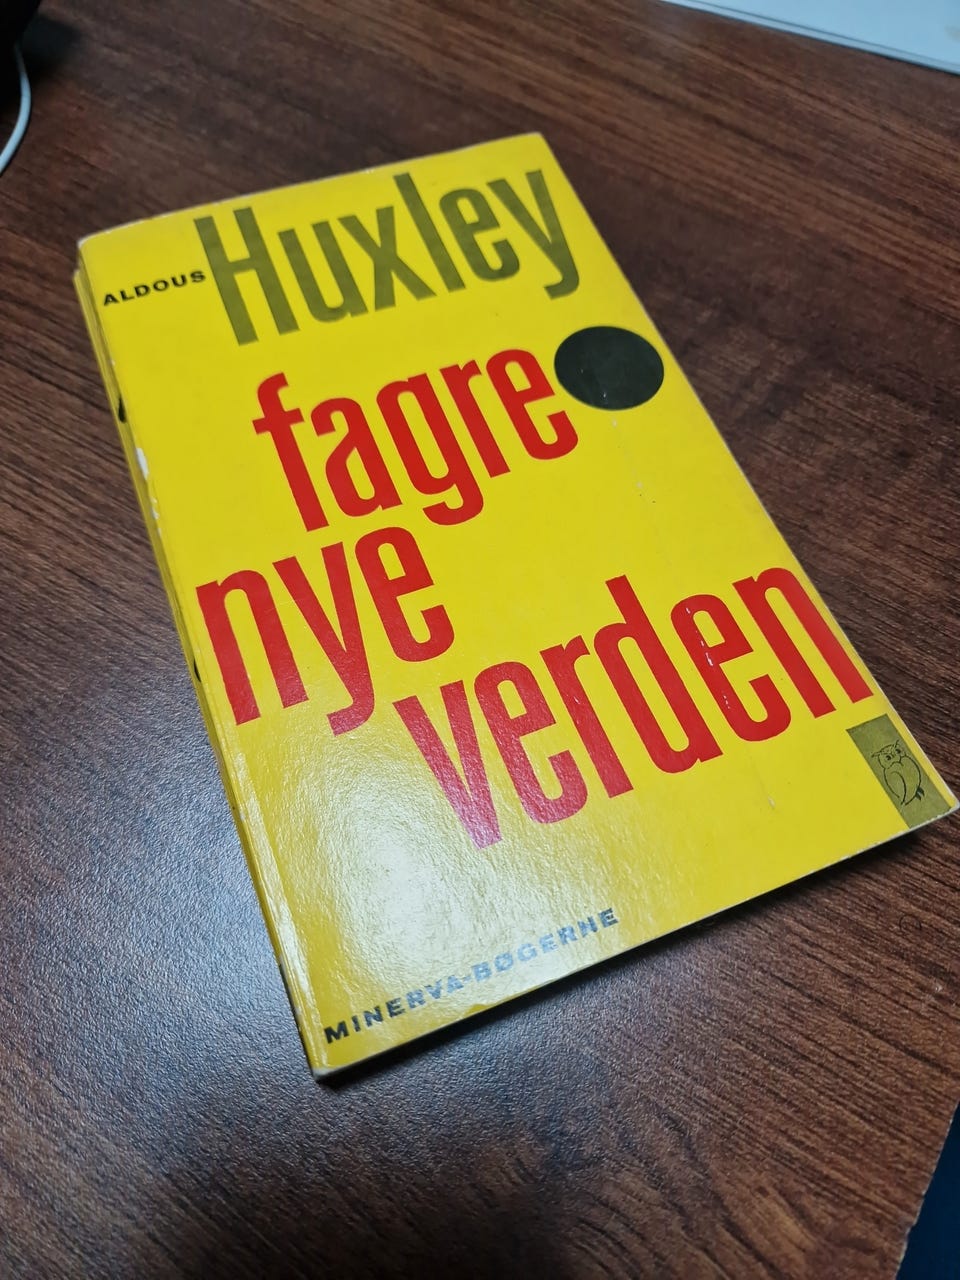 ALDOUS Huxley
fagre
nye
verden
MINERVA-BØGERNE